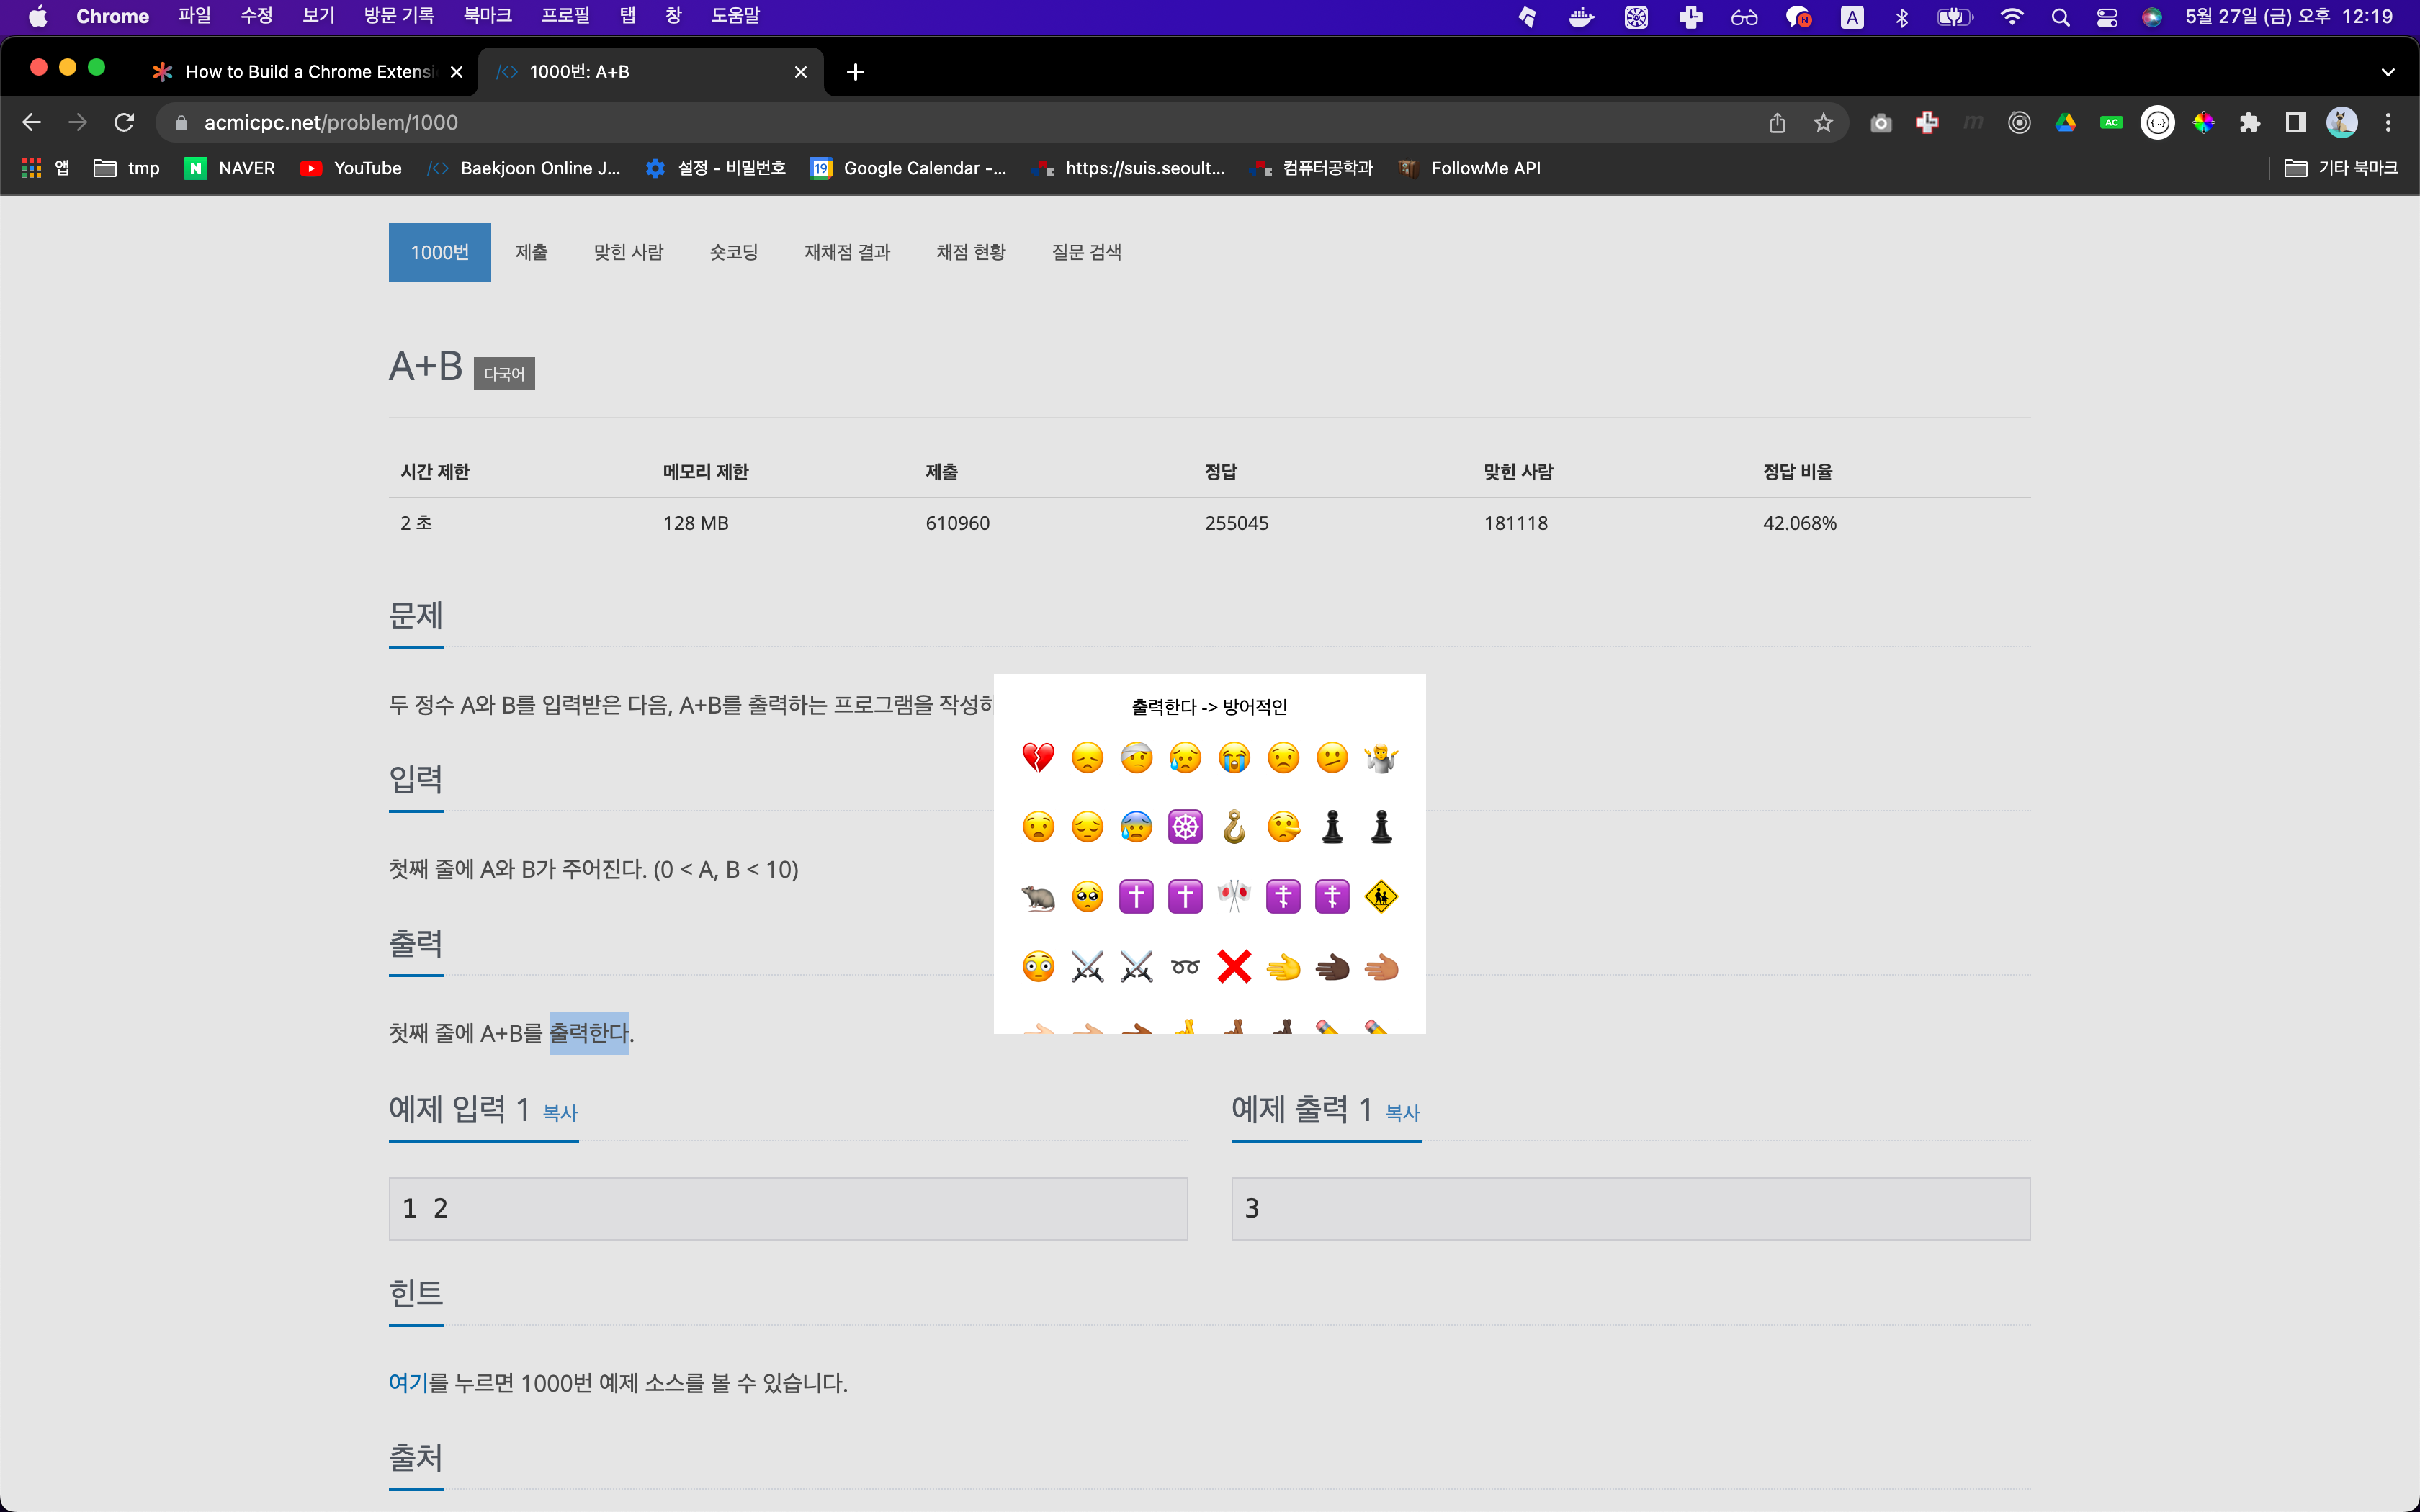 Chrome 파일 수정 보기 방문 기록 북마크 프로필 탭 창 도움말 A 5월 27일 (금) 오후 12:19
How to Build a Chrome Extensi 1000번: A+B
acmicpc.net/problem/1000
앱 tmp NAVER YouTube Baekjoon Online J... 설정 - 비밀번호 Google Calendar -... https://suis.seoult... 컴퓨터공학과 FollowMe API 기타 북마크
1000번 제출 맞힌 사람 숏코딩 재채점 결과 채점 현황 질문 검색
A+B 다국어
시간 제한 메모리 제한 제출 정답 맞힌 사람 정답 비율
2 초 128 MB 610960 255045 181118 42.068%
문제
두 정수 A와 B를 입력받은 다음, A+B를 출력하는 프로그램을
출력한다 -> 방어적인
입력
첫째 줄에 A와 B가 주어진다. (0 < A, B < 10)
출력
첫째 줄에 A+B를 출력한다.
예제 입력 1 복사
1 2
예제 출력 1 복사
3
힌트
여기를 누르면 1000번 예제 소스를 볼 수 있습니다.
출처